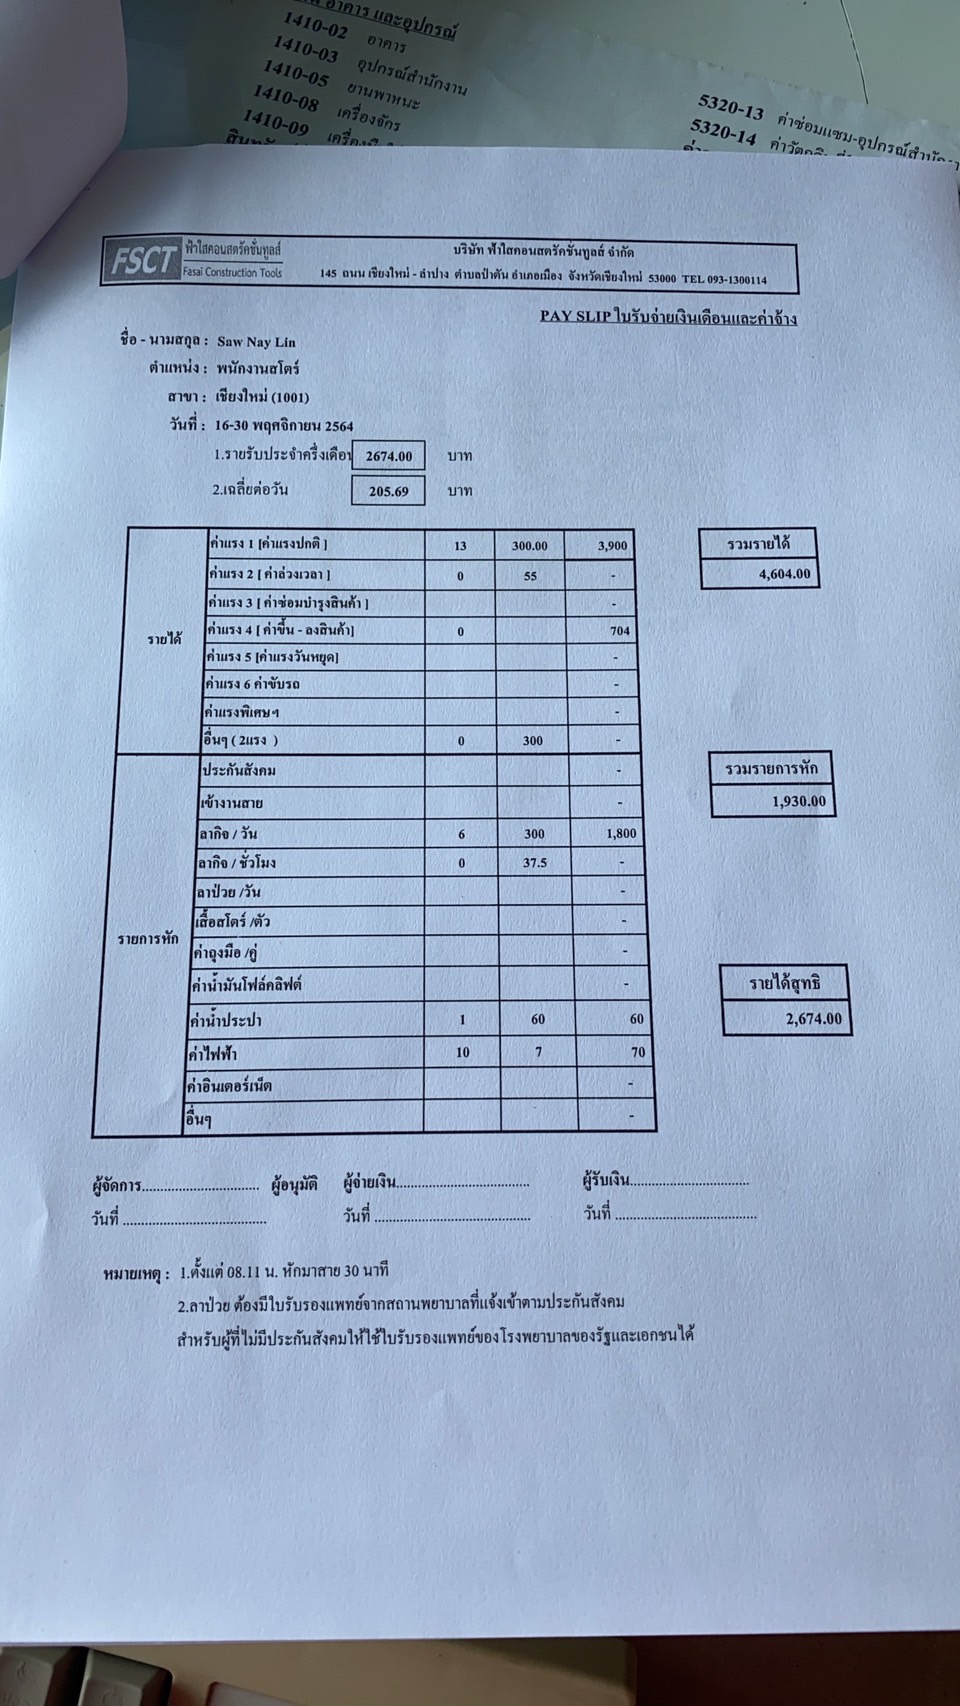 อาคาร และอุปกรณ์
1410-02 อาคาร
1410-03 อุปกรณ์สำนักงาน
1410-05 ยานพาหนะ
1410-08 เครื่องจักร
1410-09
5320-13 ค่าซ่อมแซม-อุปกรณ์สำนักงา
5320-14
FSCT ฟ้าใสคอนสตรัคชั่นทูลส์
Fasai Construction Tools
บริษัท ฟ้าใสคอนสตรัคชั่นทูลส์ จำกัด
145 ถนน เชียงใหม่ - ลำปาง ตำบลป่าตัน อำเภอเมือง จังหวัดเชียงใหม่ 53000 TEL 093-1300114
PAY SLIP ใบรับจ่ายเงินเดือนและค่าจ้าง
ชื่อ - นามสกุล : Saw Nay Lin
ตำแหน่ง : พนักงานสโตร์
สาขา : เชียงใหม่ (1001)
วันที่ : 16-30 พฤศจิกายน 2564
1.รายรับประจำครึ่งเดือน 2674.00 บาท
2.เฉลี่ยต่อวัน 205.69 บาท
รายได้
ค่าแรง 1 [ค่าแรงปกติ ] 13 300.00 3,900
ค่าแรง 2 [ ค่าล่วงเวลา ] 0 55 -
ค่าแรง 3 [ ค่าซ่อมบำรุงสินค้า ] -
ค่าแรง 4 [ ค่าขึ้น - ลงสินค้า] 0 704
ค่าแรง 5 [ค่าแรงวันหยุด] -
ค่าแรง 6 ค่าขับรถ -
ค่าแรงพิเศษฯ -
อื่นๆ ( 2แรง ) 0 300 -
รวมรายได้
4,604.00
รายการหัก
ประกันสังคม -
เข้างานสาย -
ลากิจ / วัน 6 300 1,800
ลากิจ / ชั่วโมง 0 37.5 -
ลาป่วย /วัน -
เสื้อสโตร์ /ตัว -
ค่าถุงมือ /คู่ -
ค่าน้ำมันโฟล์คลิฟต์ -
ค่าน้ำประปา 1 60 60
ค่าไฟฟ้า 10 7 70
ค่าอินเตอร์เน็ต -
อื่นๆ -
รวมรายการหัก
1,930.00
รายได้สุทธิ
2,674.00
ผู้จัดการ................................ ผู้อนุมัติ ผู้จ่ายเงิน.................................... ผู้รับเงิน................................
วันที่ ....................................... วันที่ .......................................... วันที่ ......................................
หมายเหตุ : 1.ตั้งแต่ 08.11 น. หักมาสาย 30 นาที
2.ลาป่วย ต้องมีใบรับรองแพทย์จากสถานพยาบาลที่แจ้งเข้าตามประกันสังคม
สำหรับผู้ที่ไม่มีประกันสังคมให้ใช้ใบรับรองแพทย์ของโรงพยาบาลของรัฐและเอกชนได้